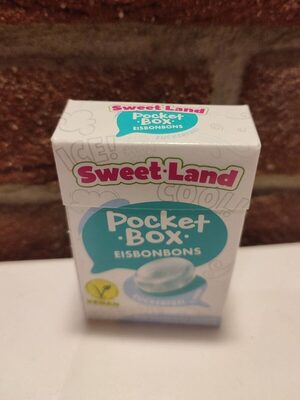 Sweet Land
Pocket
·BOX·
EISBONBONS
ICE!
Sweet·Land
COOL!
Pocket
·BOX·
EISBONBONS
VEGAN